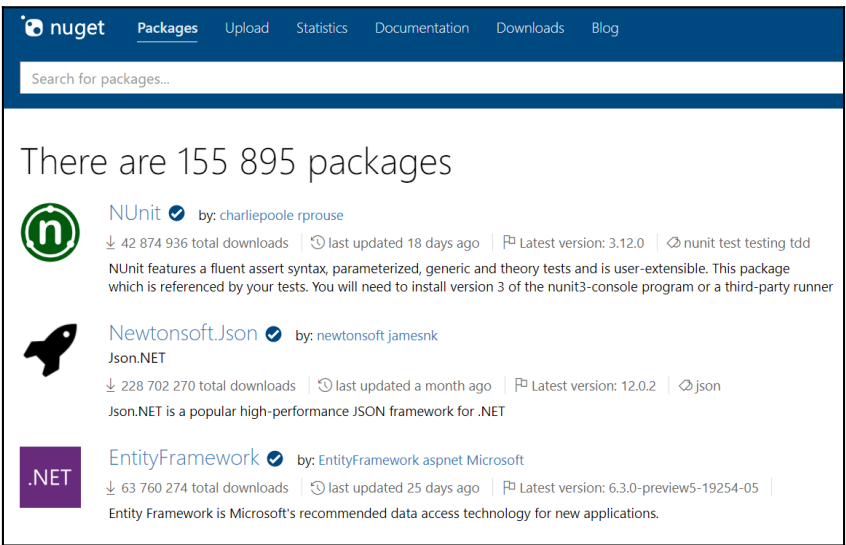 nuget Packages Upload Statistics Documentation Downloads Blog
Search for packages...
There are 155 895 packages
NUnit by: charliepoole rprouse
42 874 936 total downloads last updated 18 days ago Latest version: 3.12.0 nunit test testing tdd
NUnit features a fluent assert syntax, parameterized, generic and theory tests and is user-extensible. This package
which is referenced by your tests. You will need to install version 3 of the nunit3-console program or a third-party runner
Newtonsoft.Json by: newtonsoft jamesnk
Json.NET
228 702 270 total downloads last updated a month ago Latest version: 12.0.2 json
Json.NET is a popular high-performance JSON framework for .NET
.NET
EntityFramework by: EntityFramework aspnet Microsoft
63 760 274 total downloads last updated 25 days ago Latest version: 6.3.0-preview5-19254-05
Entity Framework is Microsoft's recommended data access technology for new applications.